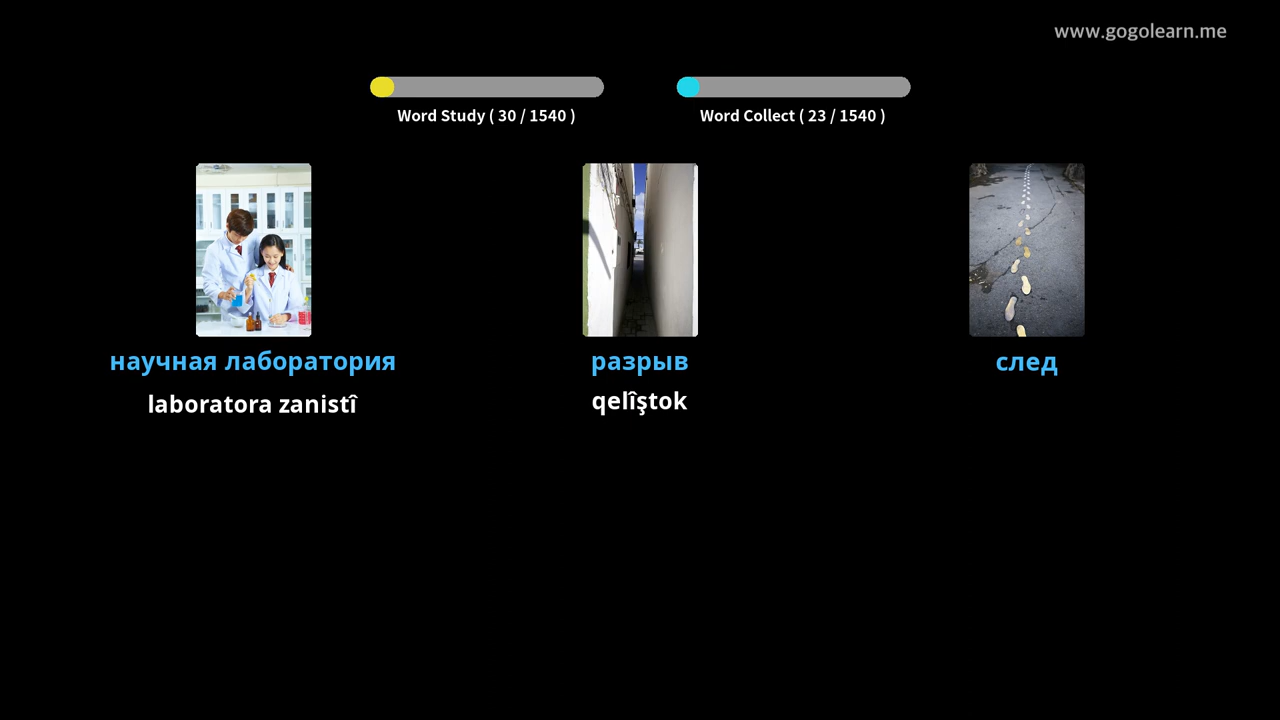 www.gogolearn.me
Word Study ( 30 / 1540 )
Word Collect ( 23 / 1540 )
научная лаборатория
laboratora zanistî
разрыв
qelîştok
след